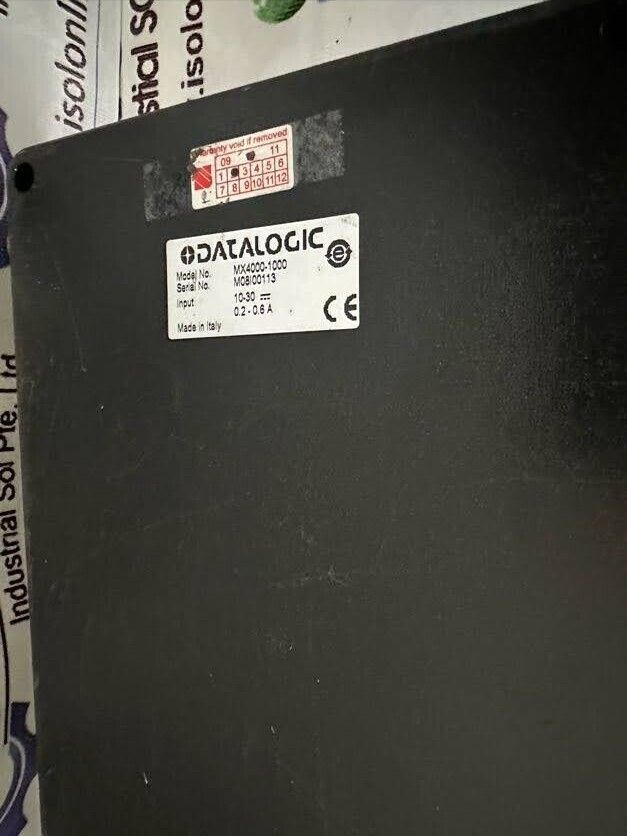 isolonlin
stial So
.isolo
Warranty void if removed
09 11
1 3 4 5 6
7 8 9 10 11 12
DATALOGIC
Model No. MX4000-1000
Serial No. M08I00113
Input 10-30
0.2 - 0.6 A
Made in Italy
CE
Industrial Sol Pte. Ltd